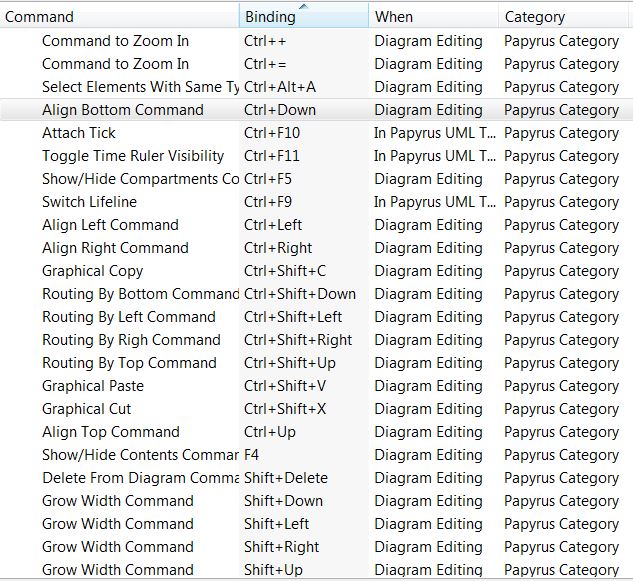 Command Binding When Category
Command to Zoom In Ctrl++ Diagram Editing Papyrus Category
Command to Zoom In Ctrl+= Diagram Editing Papyrus Category
Select Elements With Same Ty Ctrl+Alt+A Diagram Editing Papyrus Category
Align Bottom Command Ctrl+Down Diagram Editing Papyrus Category
Attach Tick Ctrl+F10 In Papyrus UML T... Papyrus Category
Toggle Time Ruler Visibility Ctrl+F11 In Papyrus UML T... Papyrus Category
Show/Hide Compartments Co Ctrl+F5 Diagram Editing Papyrus Category
Switch Lifeline Ctrl+F9 In Papyrus UML T... Papyrus Category
Align Left Command Ctrl+Left Diagram Editing Papyrus Category
Align Right Command Ctrl+Right Diagram Editing Papyrus Category
Graphical Copy Ctrl+Shift+C Diagram Editing Papyrus Category
Routing By Bottom Command Ctrl+Shift+Down Diagram Editing Papyrus Category
Routing By Left Command Ctrl+Shift+Left Diagram Editing Papyrus Category
Routing By Righ Command Ctrl+Shift+Right Diagram Editing Papyrus Category
Routing By Top Command Ctrl+Shift+Up Diagram Editing Papyrus Category
Graphical Paste Ctrl+Shift+V Diagram Editing Papyrus Category
Graphical Cut Ctrl+Shift+X Diagram Editing Papyrus Category
Align Top Command Ctrl+Up Diagram Editing Papyrus Category
Show/Hide Contents Commar F4 Diagram Editing Papyrus Category
Delete From Diagram Comma Shift+Delete Diagram Editing Papyrus Category
Grow Width Command Shift+Down Diagram Editing Papyrus Category
Grow Width Command Shift+Left Diagram Editing Papyrus Category
Grow Width Command Shift+Right Diagram Editing Papyrus Category
Grow Width Command Shift+Up Diagram Editing Papyrus Category